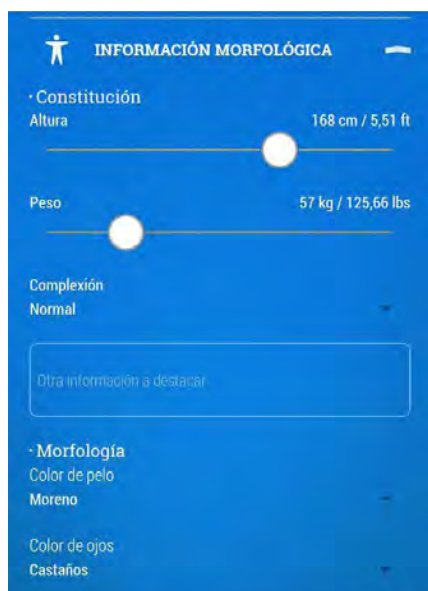 INFORMACIÓN MORFOLÓGICA
· Constitución
Altura 168 cm / 5,51 ft
Peso 57 kg / 125,66 lbs
Complexión
Normal
Otra información a destacar
· Morfología
Color de pelo
Moreno
Color de ojos
Castaños